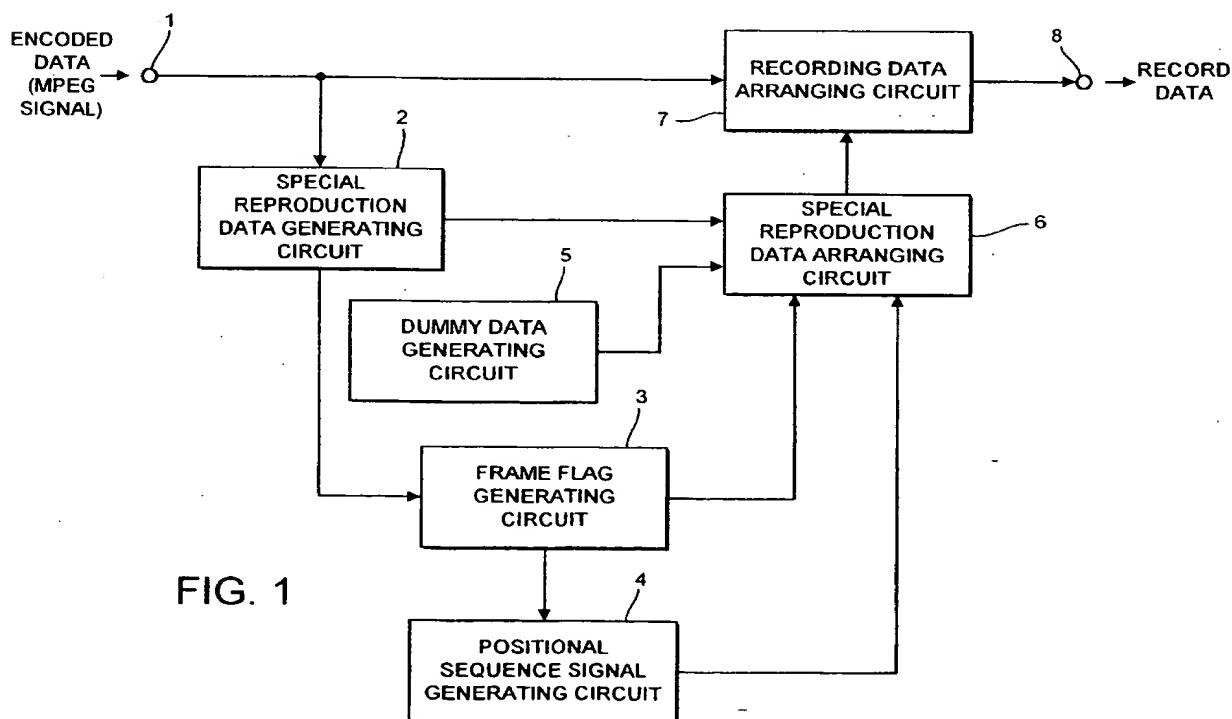 1
ENCODED
DATA
(MPEG
SIGNAL)
RECORDING DATA
ARRANGING CIRCUIT
7
8
RECORD
DATA
2
SPECIAL
REPRODUCTION
DATA GENERATING
CIRCUIT
SPECIAL
REPRODUCTION
DATA ARRANGING
CIRCUIT
6
5
DUMMY DATA
GENERATING
CIRCUIT
3
FRAME FLAG
GENERATING
CIRCUIT
FIG. 1
4
POSITIONAL
SEQUENCE SIGNAL
GENERATING CIRCUIT